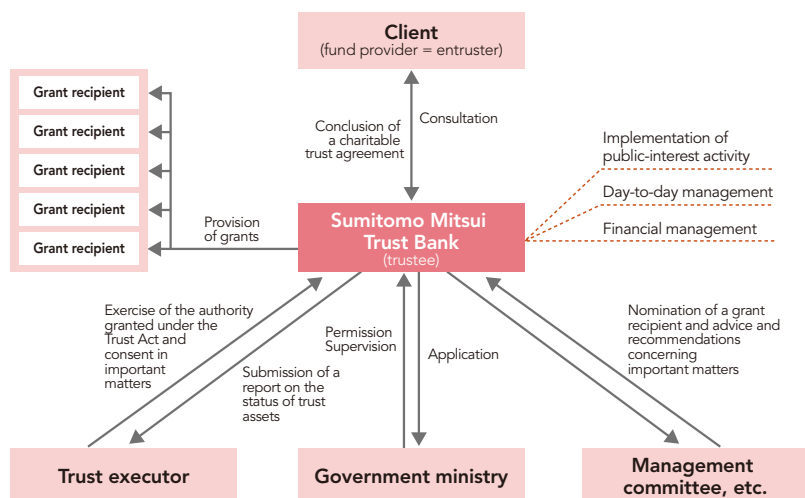 Client
(fund provider = entruster)
Grant recipient
Grant recipient
Grant recipient
Grant recipient
Grant recipient
Conclusion of
a charitable
trust agreement
Consultation
Implementation of
public-interest activity
Day-to-day management
Financial management
Provision
of grants
Sumitomo Mitsui
Trust Bank
(trustee)
Exercise of the authority
granted under the
Trust Act and
consent in
important
matters
Submission of a
report on the
status of trust
assets
Permission
Supervision
Application
Nomination of a grant
recipient and advice and
recommendations
concerning
important matters
Trust executor
Government ministry
Management
committee, etc.